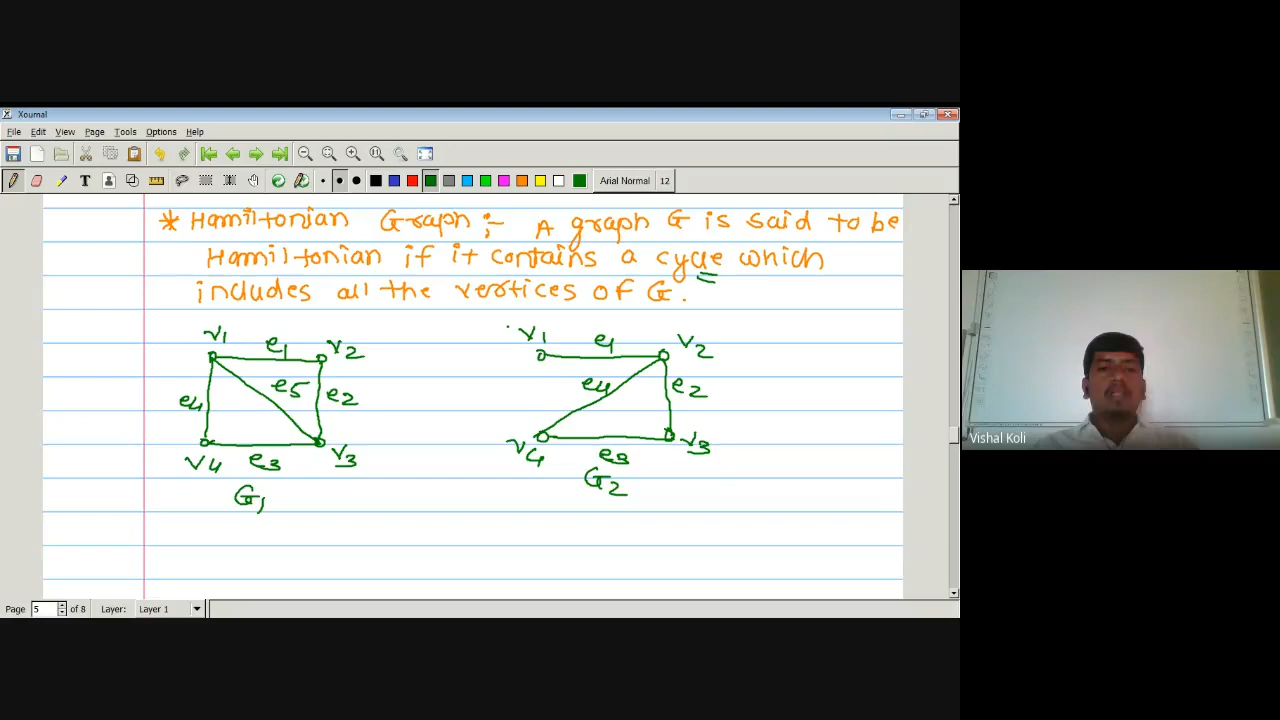 Xournal
File Edit View Page Tools Options Help
Arial Normal 12
* Hamiltonian Graph :- A graph G is said to be
Hamiltonian if it contains a cycle which
includes all the vertices of G.
v1 e1 v2
e4 e5 e2
v4 e3 v3
G1
v1 e1 v2
e4 e2
v4 e3 v3
G2
Vishal Koli
Page 5 of 8 Layer: Layer 1